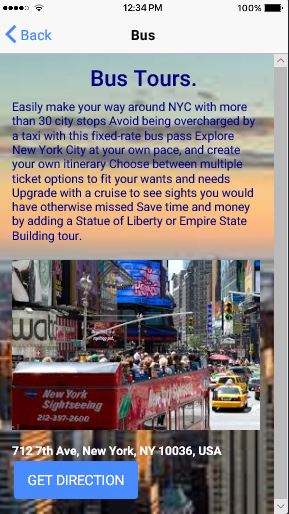 12:34 PM
100%
Back
Bus
Bus Tours.
Easily make your way around NYC with more
than 30 city stops Avoid being overcharged by
a taxi with this fixed-rate bus pass Explore
New York City at your own pace, and create
your own itinerary Choose between multiple
ticket options to fit your wants and needs
Upgrade with a cruise to see sights you would
have otherwise missed Save time and money
by adding a Statue of Liberty or Empire State
Building tour.
New York
Sightseeing
212-397-2600
712 7th Ave, New York, NY 10036, USA
GET DIRECTION